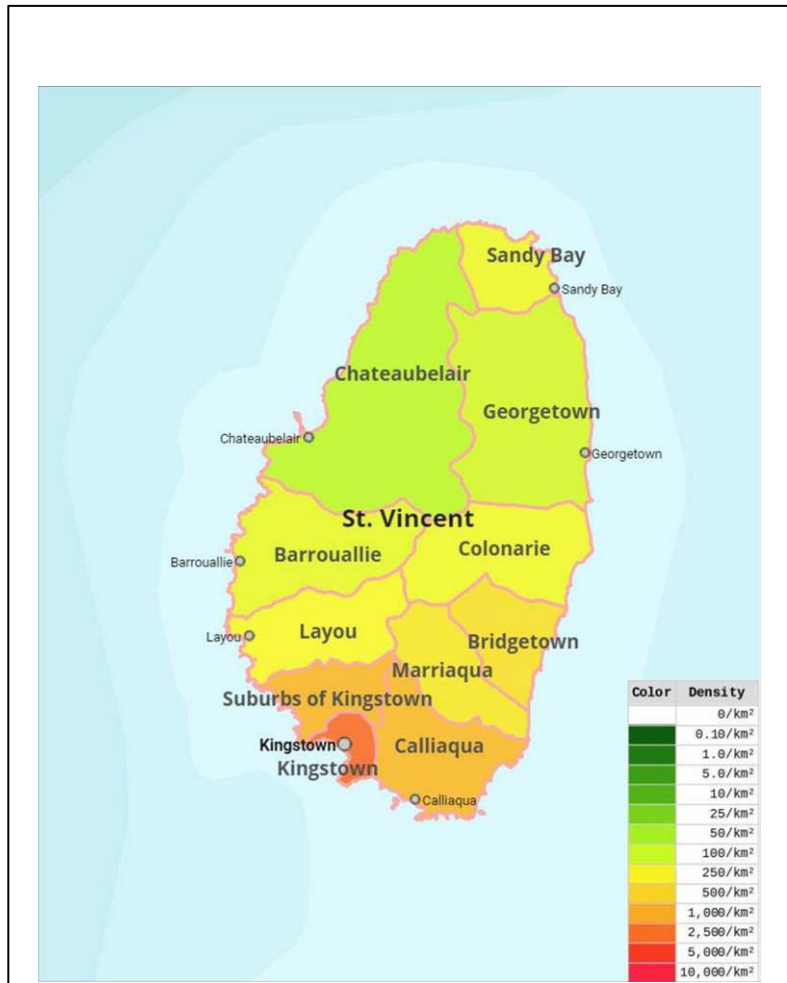 Sandy Bay
Sandy Bay
Chateaubelair
Georgetown
Chateaubelair
Georgetown
St. Vincent
Barrouallie
Colonarie
Barrouallie
Layou
Layou
Bridgetown
Marriaqua
Suburbs of Kingstown
Kingstown
Calliaqua
Kingstown
Calliaqua
Color Density
0/km²
0.10/km²
1.0/km²
5.0/km²
10/km²
25/km²
50/km²
100/km²
250/km²
500/km²
1,000/km²
2,500/km²
5,000/km²
10,000/km²